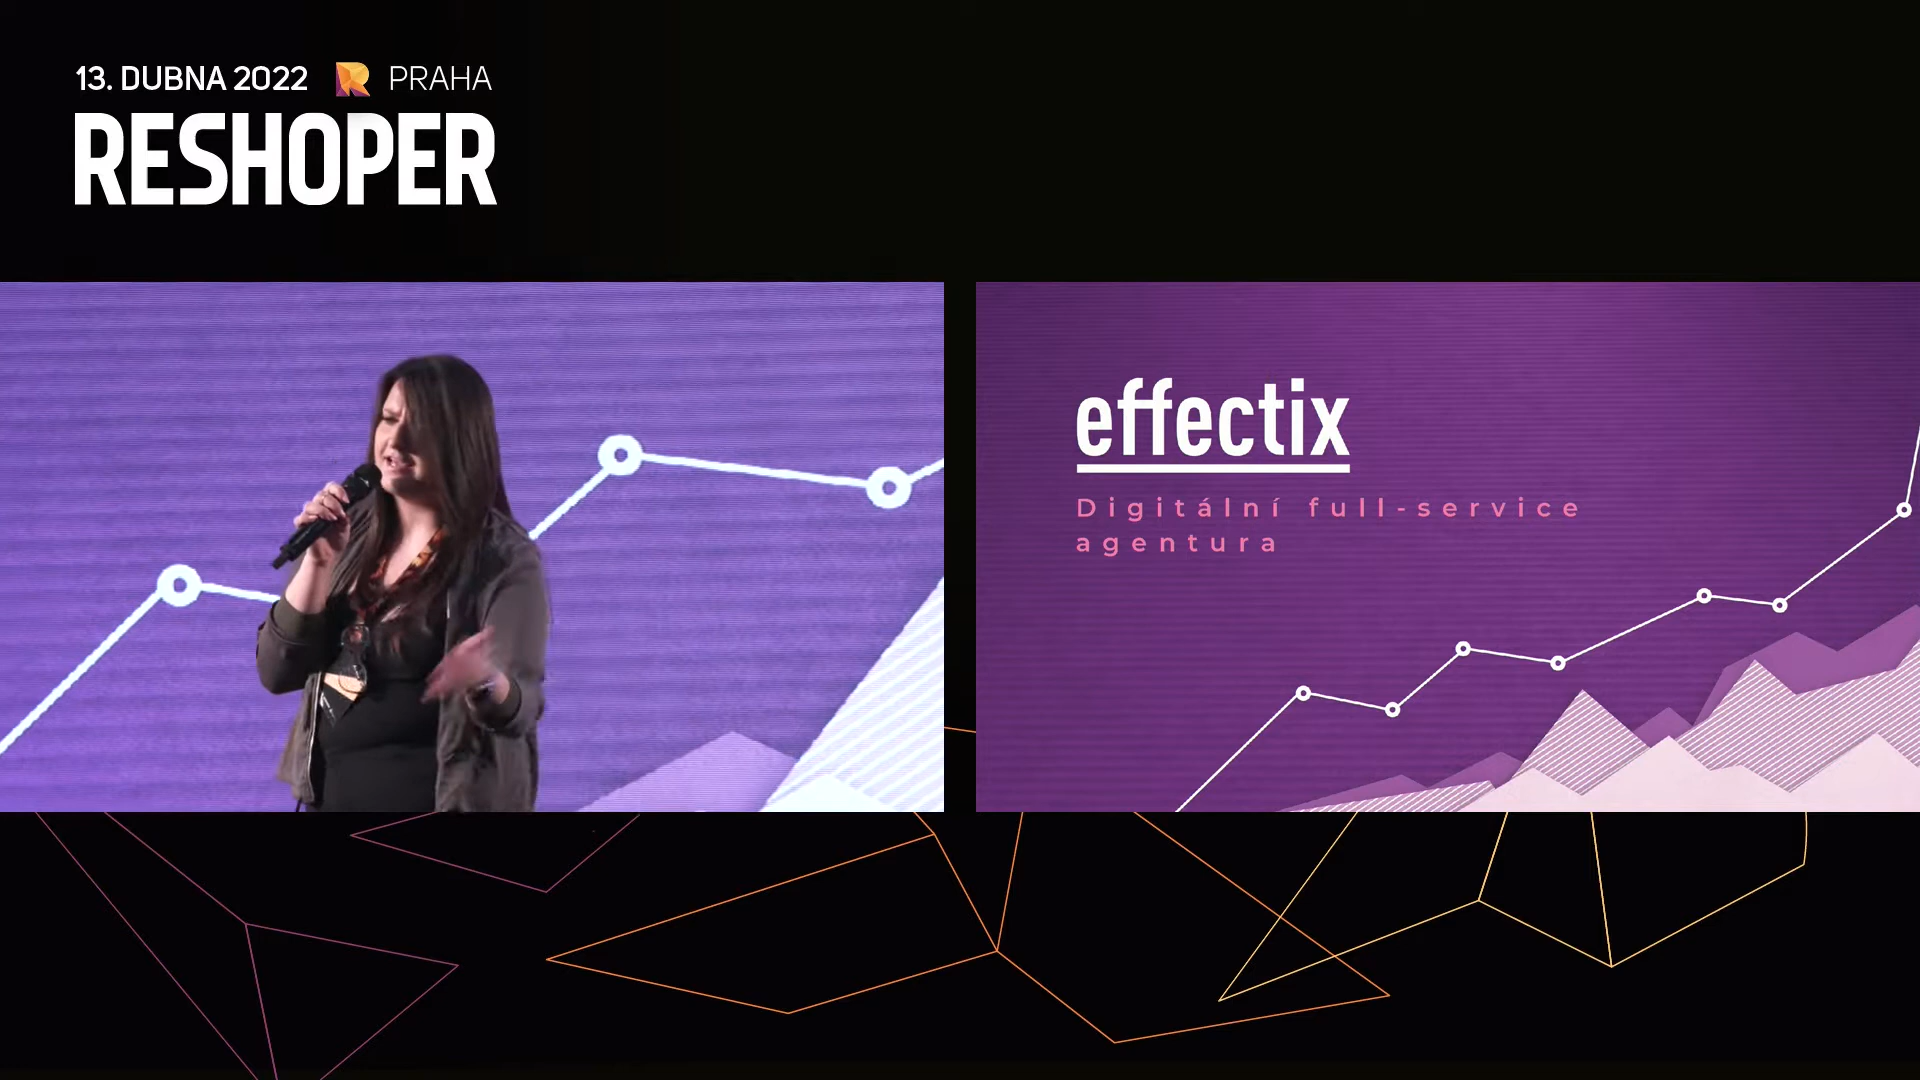 13. DUBNA 2022 PRAHA
RESHOPER
effectix
Digitální full-service
agentura